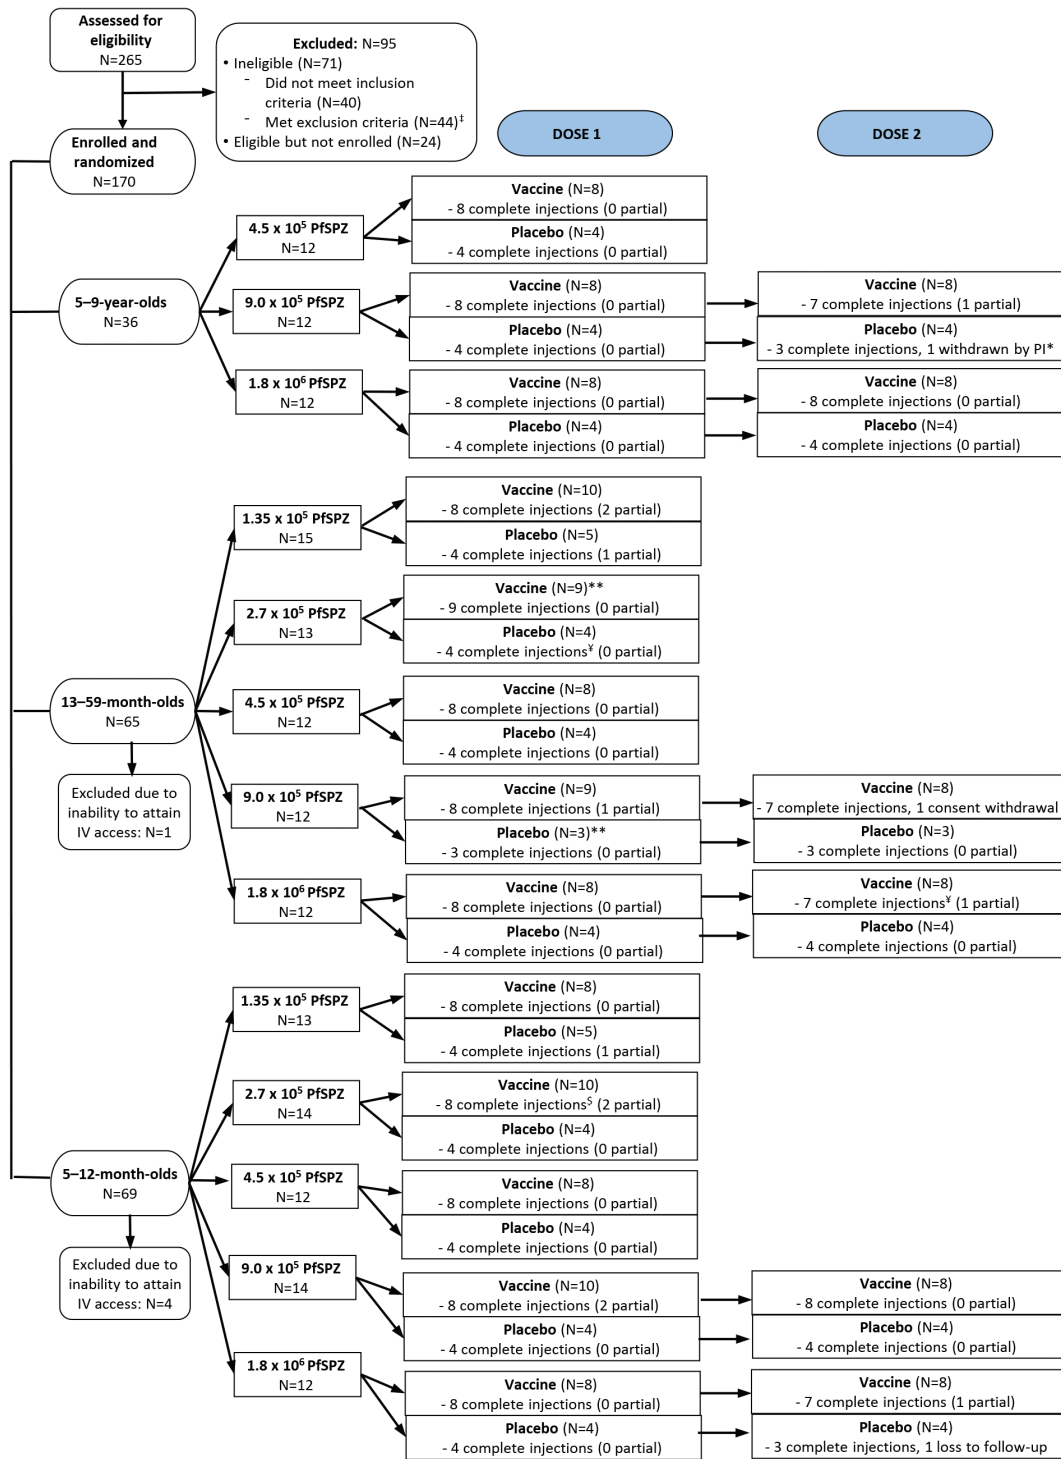 Assessed for
eligibility
N=265
Excluded: N=95
• Ineligible (N=71)
- Did not meet inclusion
criteria (N=40)
- Met exclusion criteria (N=44)‡
• Eligible but not enrolled (N=24)
Enrolled and
randomized
N=170
DOSE 1
DOSE 2
5–9-year-olds
N=36
4.5 x 10⁵ PfSPZ
N=12
Vaccine (N=8)
- 8 complete injections (0 partial)
Placebo (N=4)
- 4 complete injections (0 partial)
9.0 x 10⁵ PfSPZ
N=12
Vaccine (N=8)
- 8 complete injections (0 partial)
Placebo (N=4)
- 4 complete injections (0 partial)
Vaccine (N=8)
- 7 complete injections (1 partial)
Placebo (N=4)
- 3 complete injections, 1 withdrawn by PI*
1.8 x 10⁶ PfSPZ
N=12
Vaccine (N=8)
- 8 complete injections (0 partial)
Placebo (N=4)
- 4 complete injections (0 partial)
Vaccine (N=8)
- 8 complete injections (0 partial)
Placebo (N=4)
- 4 complete injections (0 partial)
13–59-month-olds
N=65
Excluded due to
inability to attain
IV access: N=1
1.35 x 10⁵ PfSPZ
N=15
Vaccine (N=10)
- 8 complete injections (2 partial)
Placebo (N=5)
- 4 complete injections (1 partial)
2.7 x 10⁵ PfSPZ
N=13
Vaccine (N=9)**
- 9 complete injections (0 partial)
Placebo (N=4)
- 4 complete injections¥ (0 partial)
4.5 x 10⁵ PfSPZ
N=12
Vaccine (N=8)
- 8 complete injections (0 partial)
Placebo (N=4)
- 4 complete injections (0 partial)
9.0 x 10⁵ PfSPZ
N=12
Vaccine (N=9)
- 8 complete injections (1 partial)
Placebo (N=3)**
- 3 complete injections (0 partial)
Vaccine (N=8)
- 7 complete injections, 1 consent withdrawal
Placebo (N=3)
- 3 complete injections (0 partial)
1.8 x 10⁶ PfSPZ
N=12
Vaccine (N=8)
- 8 complete injections (0 partial)
Placebo (N=4)
- 4 complete injections (0 partial)
Vaccine (N=8)
- 7 complete injections¥ (1 partial)
Placebo (N=4)
- 4 complete injections (0 partial)
5–12-month-olds
N=69
Excluded due to
inability to attain
IV access: N=4
1.35 x 10⁵ PfSPZ
N=13
Vaccine (N=8)
- 8 complete injections (0 partial)
Placebo (N=5)
- 4 complete injections (1 partial)
2.7 x 10⁵ PfSPZ
N=14
Vaccine (N=10)
- 8 complete injections$ (2 partial)
Placebo (N=4)
- 4 complete injections (0 partial)
4.5 x 10⁵ PfSPZ
N=12
Vaccine (N=8)
- 8 complete injections (0 partial)
Placebo (N=4)
- 4 complete injections (0 partial)
9.0 x 10⁵ PfSPZ
N=14
Vaccine (N=10)
- 8 complete injections (2 partial)
Placebo (N=4)
- 4 complete injections (0 partial)
Vaccine (N=8)
- 8 complete injections (0 partial)
Placebo (N=4)
- 4 complete injections (0 partial)
1.8 x 10⁶ PfSPZ
N=12
Vaccine (N=8)
- 8 complete injections (0 partial)
Placebo (N=4)
- 4 complete injections (0 partial)
Vaccine (N=8)
- 7 complete injections (1 partial)
Placebo (N=4)
- 3 complete injections, 1 loss to follow-up